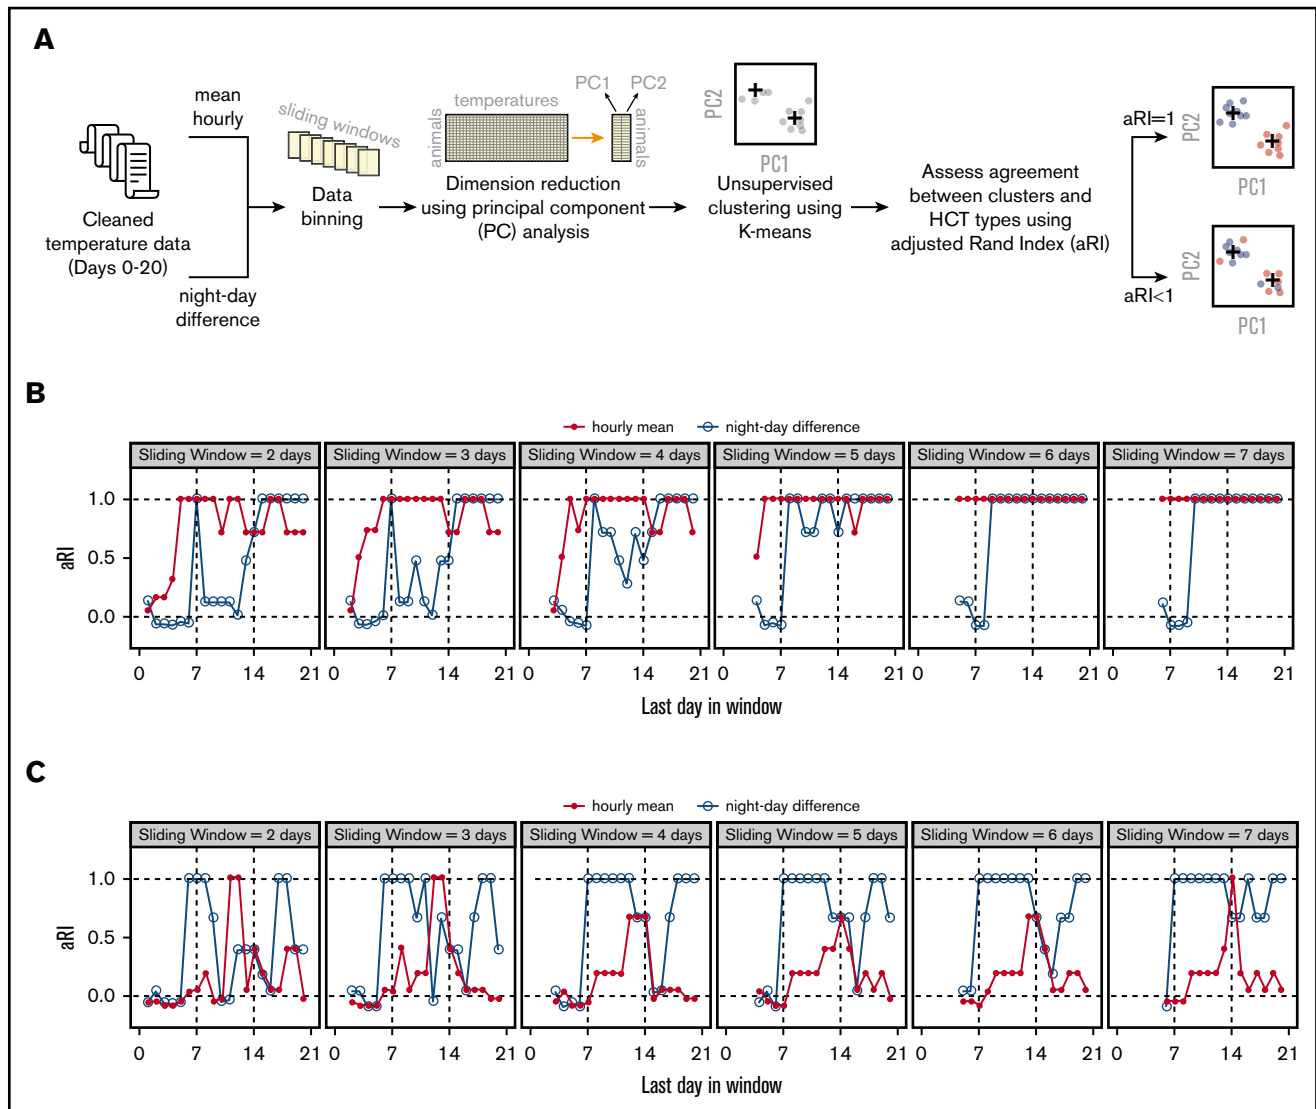 A
mean
hourly
Cleaned
temperature data
(Days 0-20)
night-day
difference
sliding windows
Data
binning
temperatures
animals
PC1
PC2
animals
Dimension reduction
using principal component
(PC) analysis
PC2
PC1
Unsupervised
clustering using
K-means
Assess agreement
between clusters and
HCT types using
adjusted Rand Index (aRI)
aRI=1
PC2
PC1
aRI<1
PC2
PC1
B
hourly mean night-day difference
Sliding Window = 2 days Sliding Window = 3 days Sliding Window = 4 days Sliding Window = 5 days Sliding Window = 6 days Sliding Window = 7 days
1.0
0.5
0.0
aRI
0 7 14 21 0 7 14 21 0 7 14 21 0 7 14 21 0 7 14 21 0 7 14 21
Last day in window
C
hourly mean night-day difference
Sliding Window = 2 days Sliding Window = 3 days Sliding Window = 4 days Sliding Window = 5 days Sliding Window = 6 days Sliding Window = 7 days
1.0
0.5
0.0
aRI
0 7 14 21 0 7 14 21 0 7 14 21 0 7 14 21 0 7 14 21 0 7 14 21
Last day in window